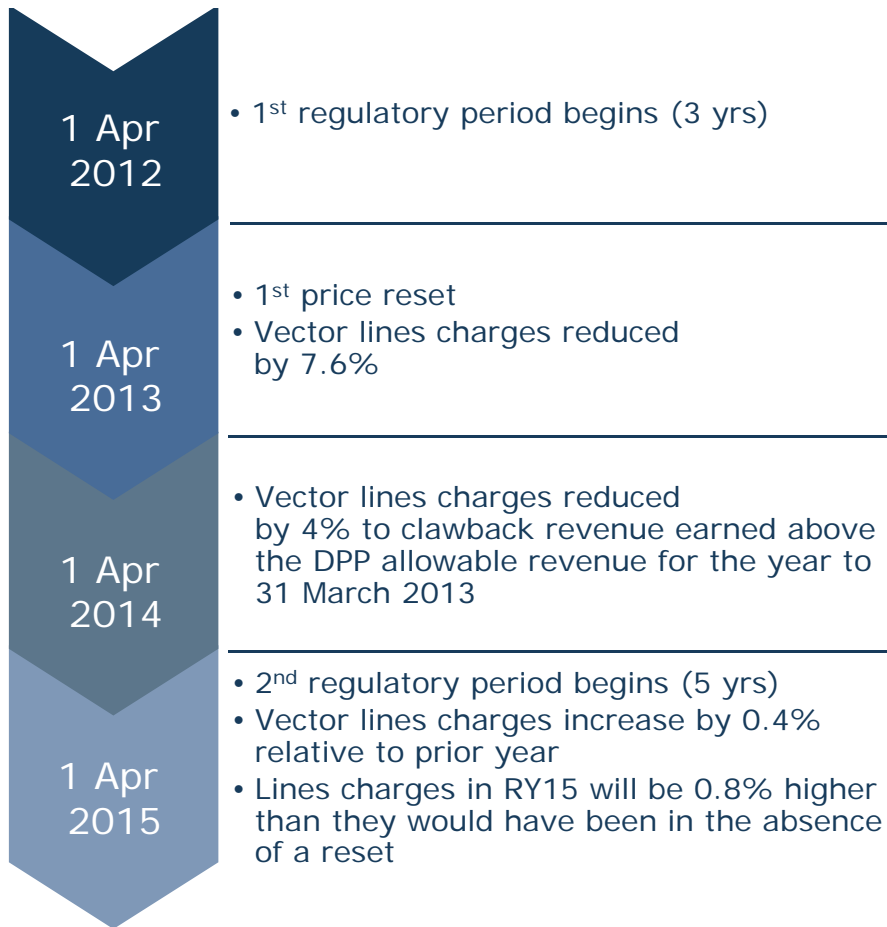 1 Apr
2012
• 1st regulatory period begins (3 yrs)
1 Apr
2013
• 1st price reset
• Vector lines charges reduced
by 7.6%
1 Apr
2014
• Vector lines charges reduced
by 4% to clawback revenue earned above
the DPP allowable revenue for the year to
31 March 2013
1 Apr
2015
• 2nd regulatory period begins (5 yrs)
• Vector lines charges increase by 0.4%
relative to prior year
• Lines charges in RY15 will be 0.8% higher
than they would have been in the absence
of a reset